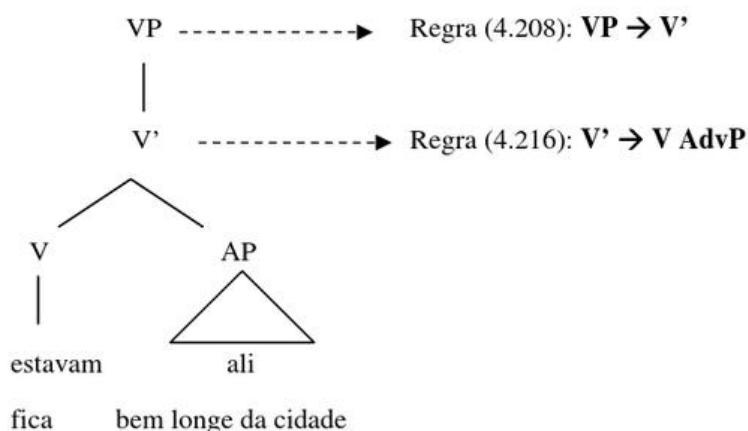 VP Regra (4.208): VP → V’
V’ Regra (4.216): V’ → V AdvP
V AP
estavam ali
fica bem longe da cidade